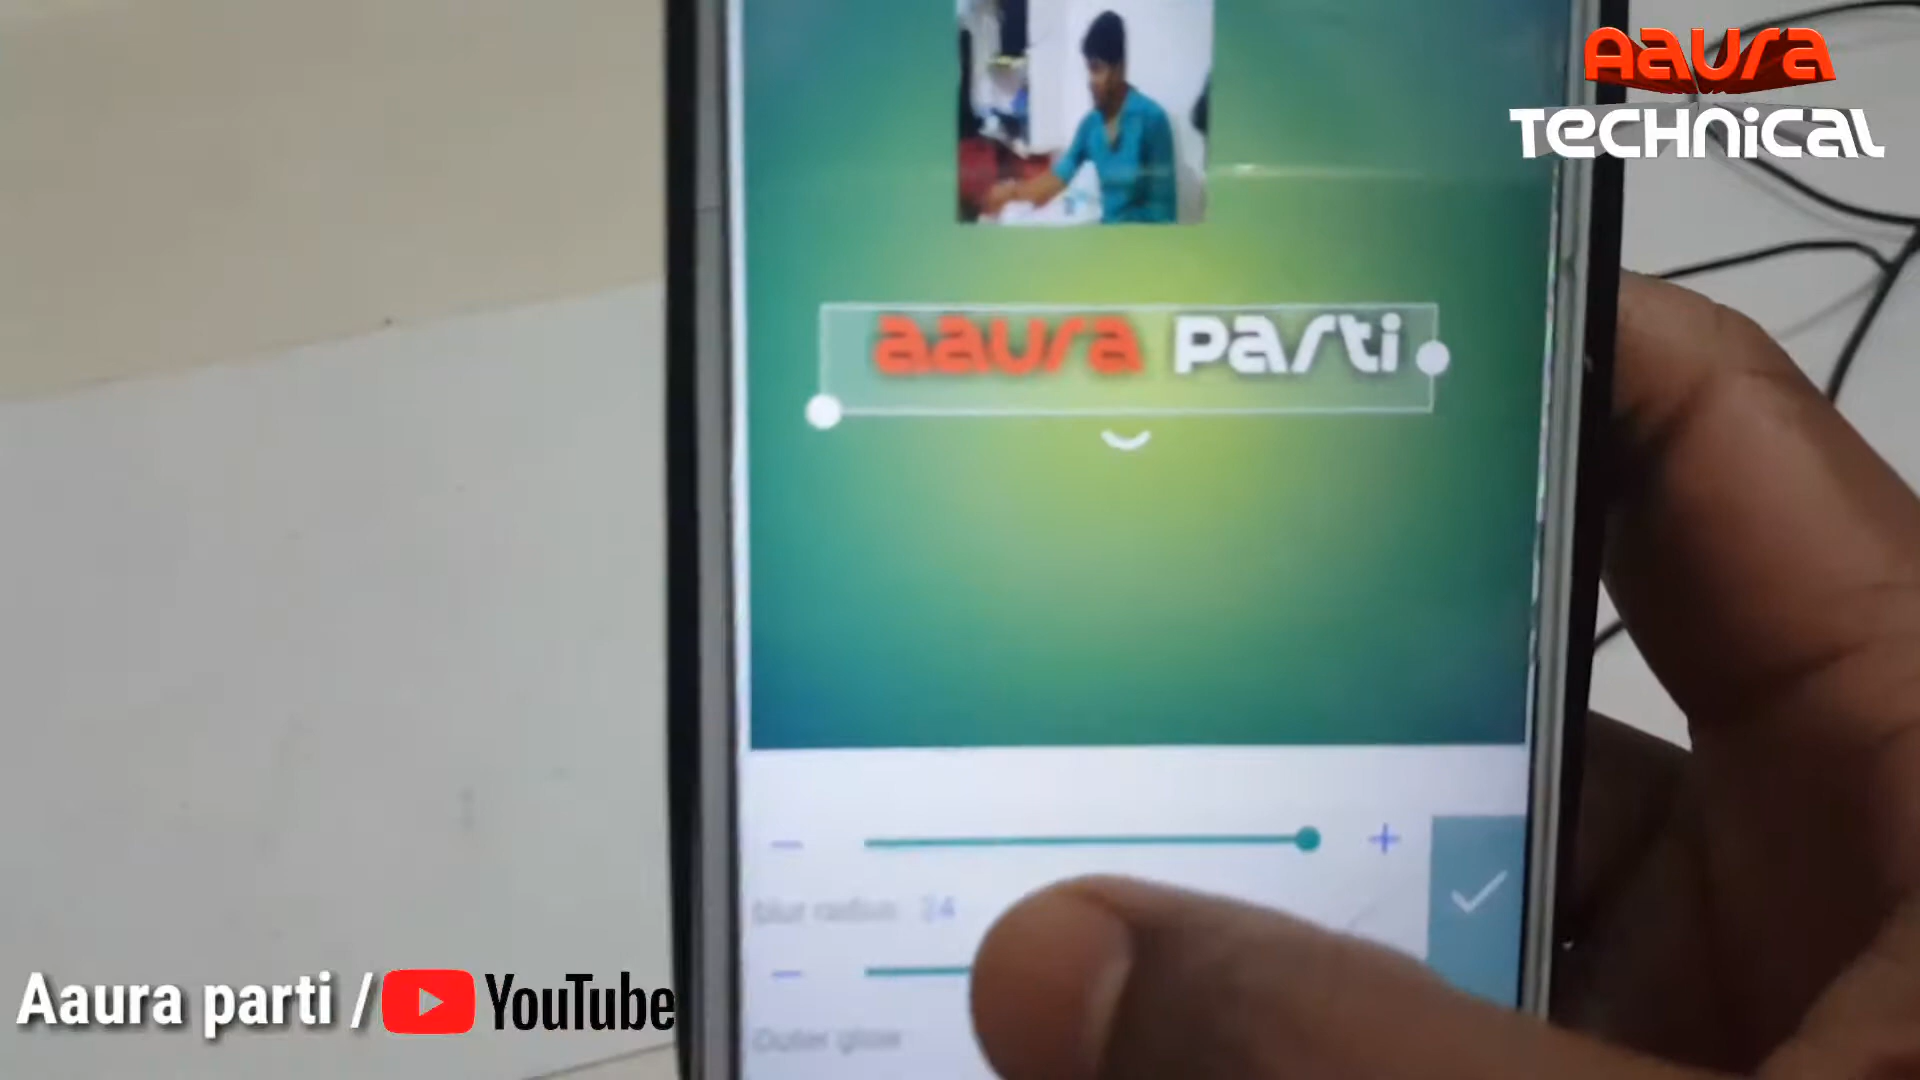 Aaura
TECHNICAL
aaura parti
blur radius 24
Outer glow
Aaura parti / YouTube